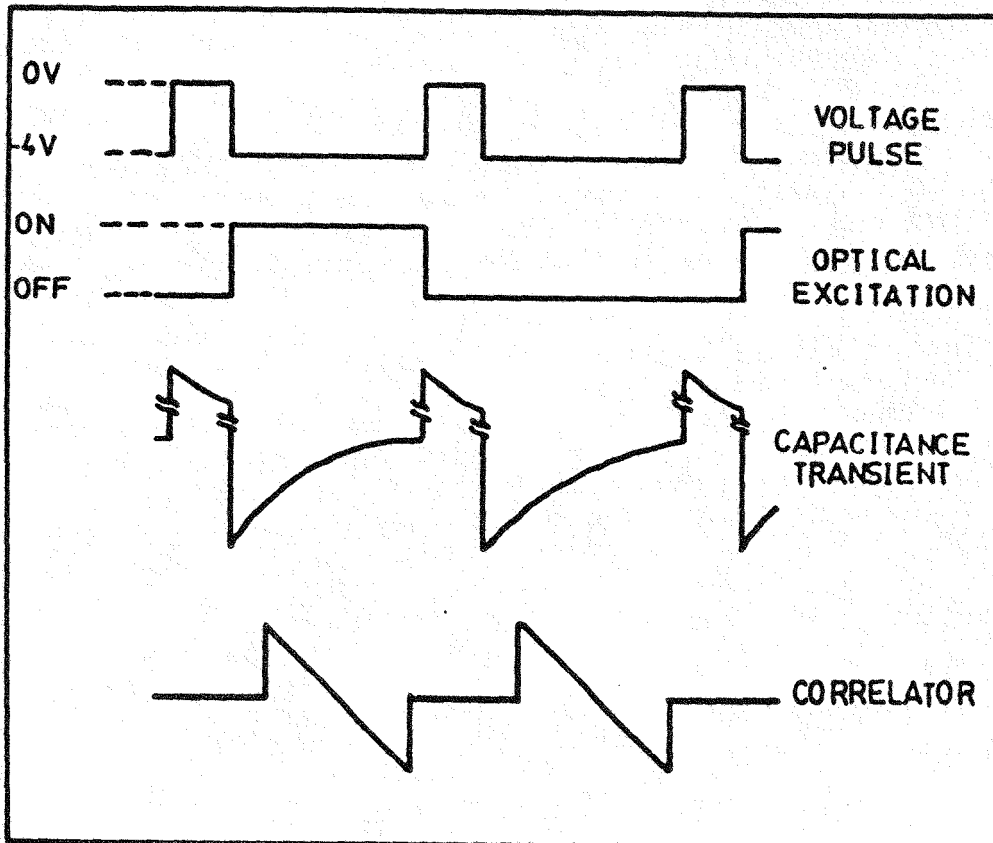 0V
-4V
VOLTAGE
PULSE
ON
OFF
OPTICAL
EXCITATION
CAPACITANCE
TRANSIENT
CORRELATOR